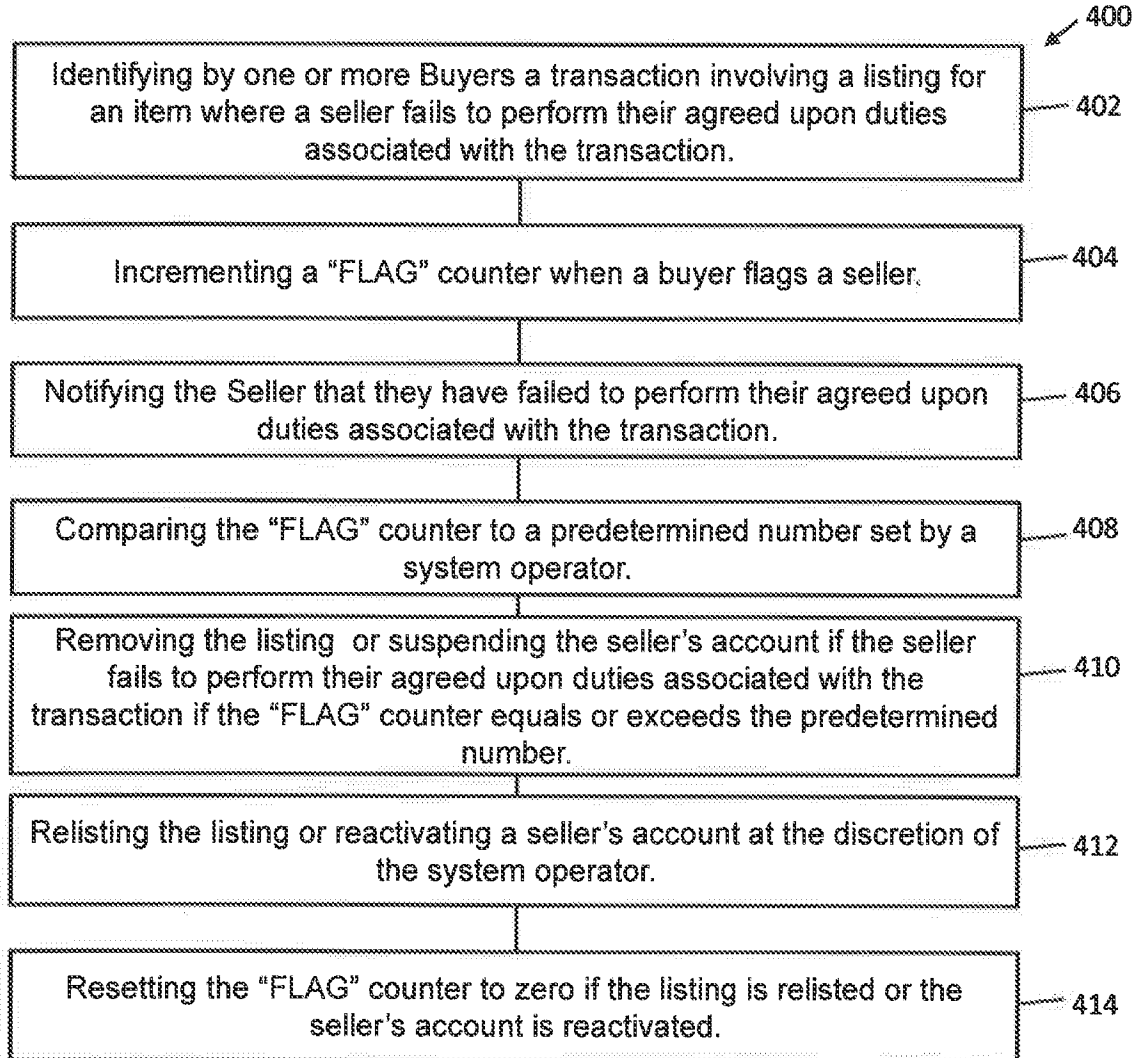 400
Identifying by one or more Buyers a transaction involving a listing for
an item where a seller fails to perform their agreed upon duties
associated with the transaction.
402
Incrementing a “FLAG” counter when a buyer flags a seller.
404
Notifying the Seller that they have failed to perform their agreed upon
duties associated with the transaction.
406
Comparing the “FLAG” counter to a predetermined number set by a
system operator.
408
Removing the listing or suspending the seller’s account if the seller
fails to perform their agreed upon duties associated with the
transaction if the “FLAG” counter equals or exceeds the predetermined
number.
410
Relisting the listing or reactivating a seller’s account at the discretion of
the system operator.
412
Resetting the “FLAG” counter to zero if the listing is relisted or the
seller’s account is reactivated.
414